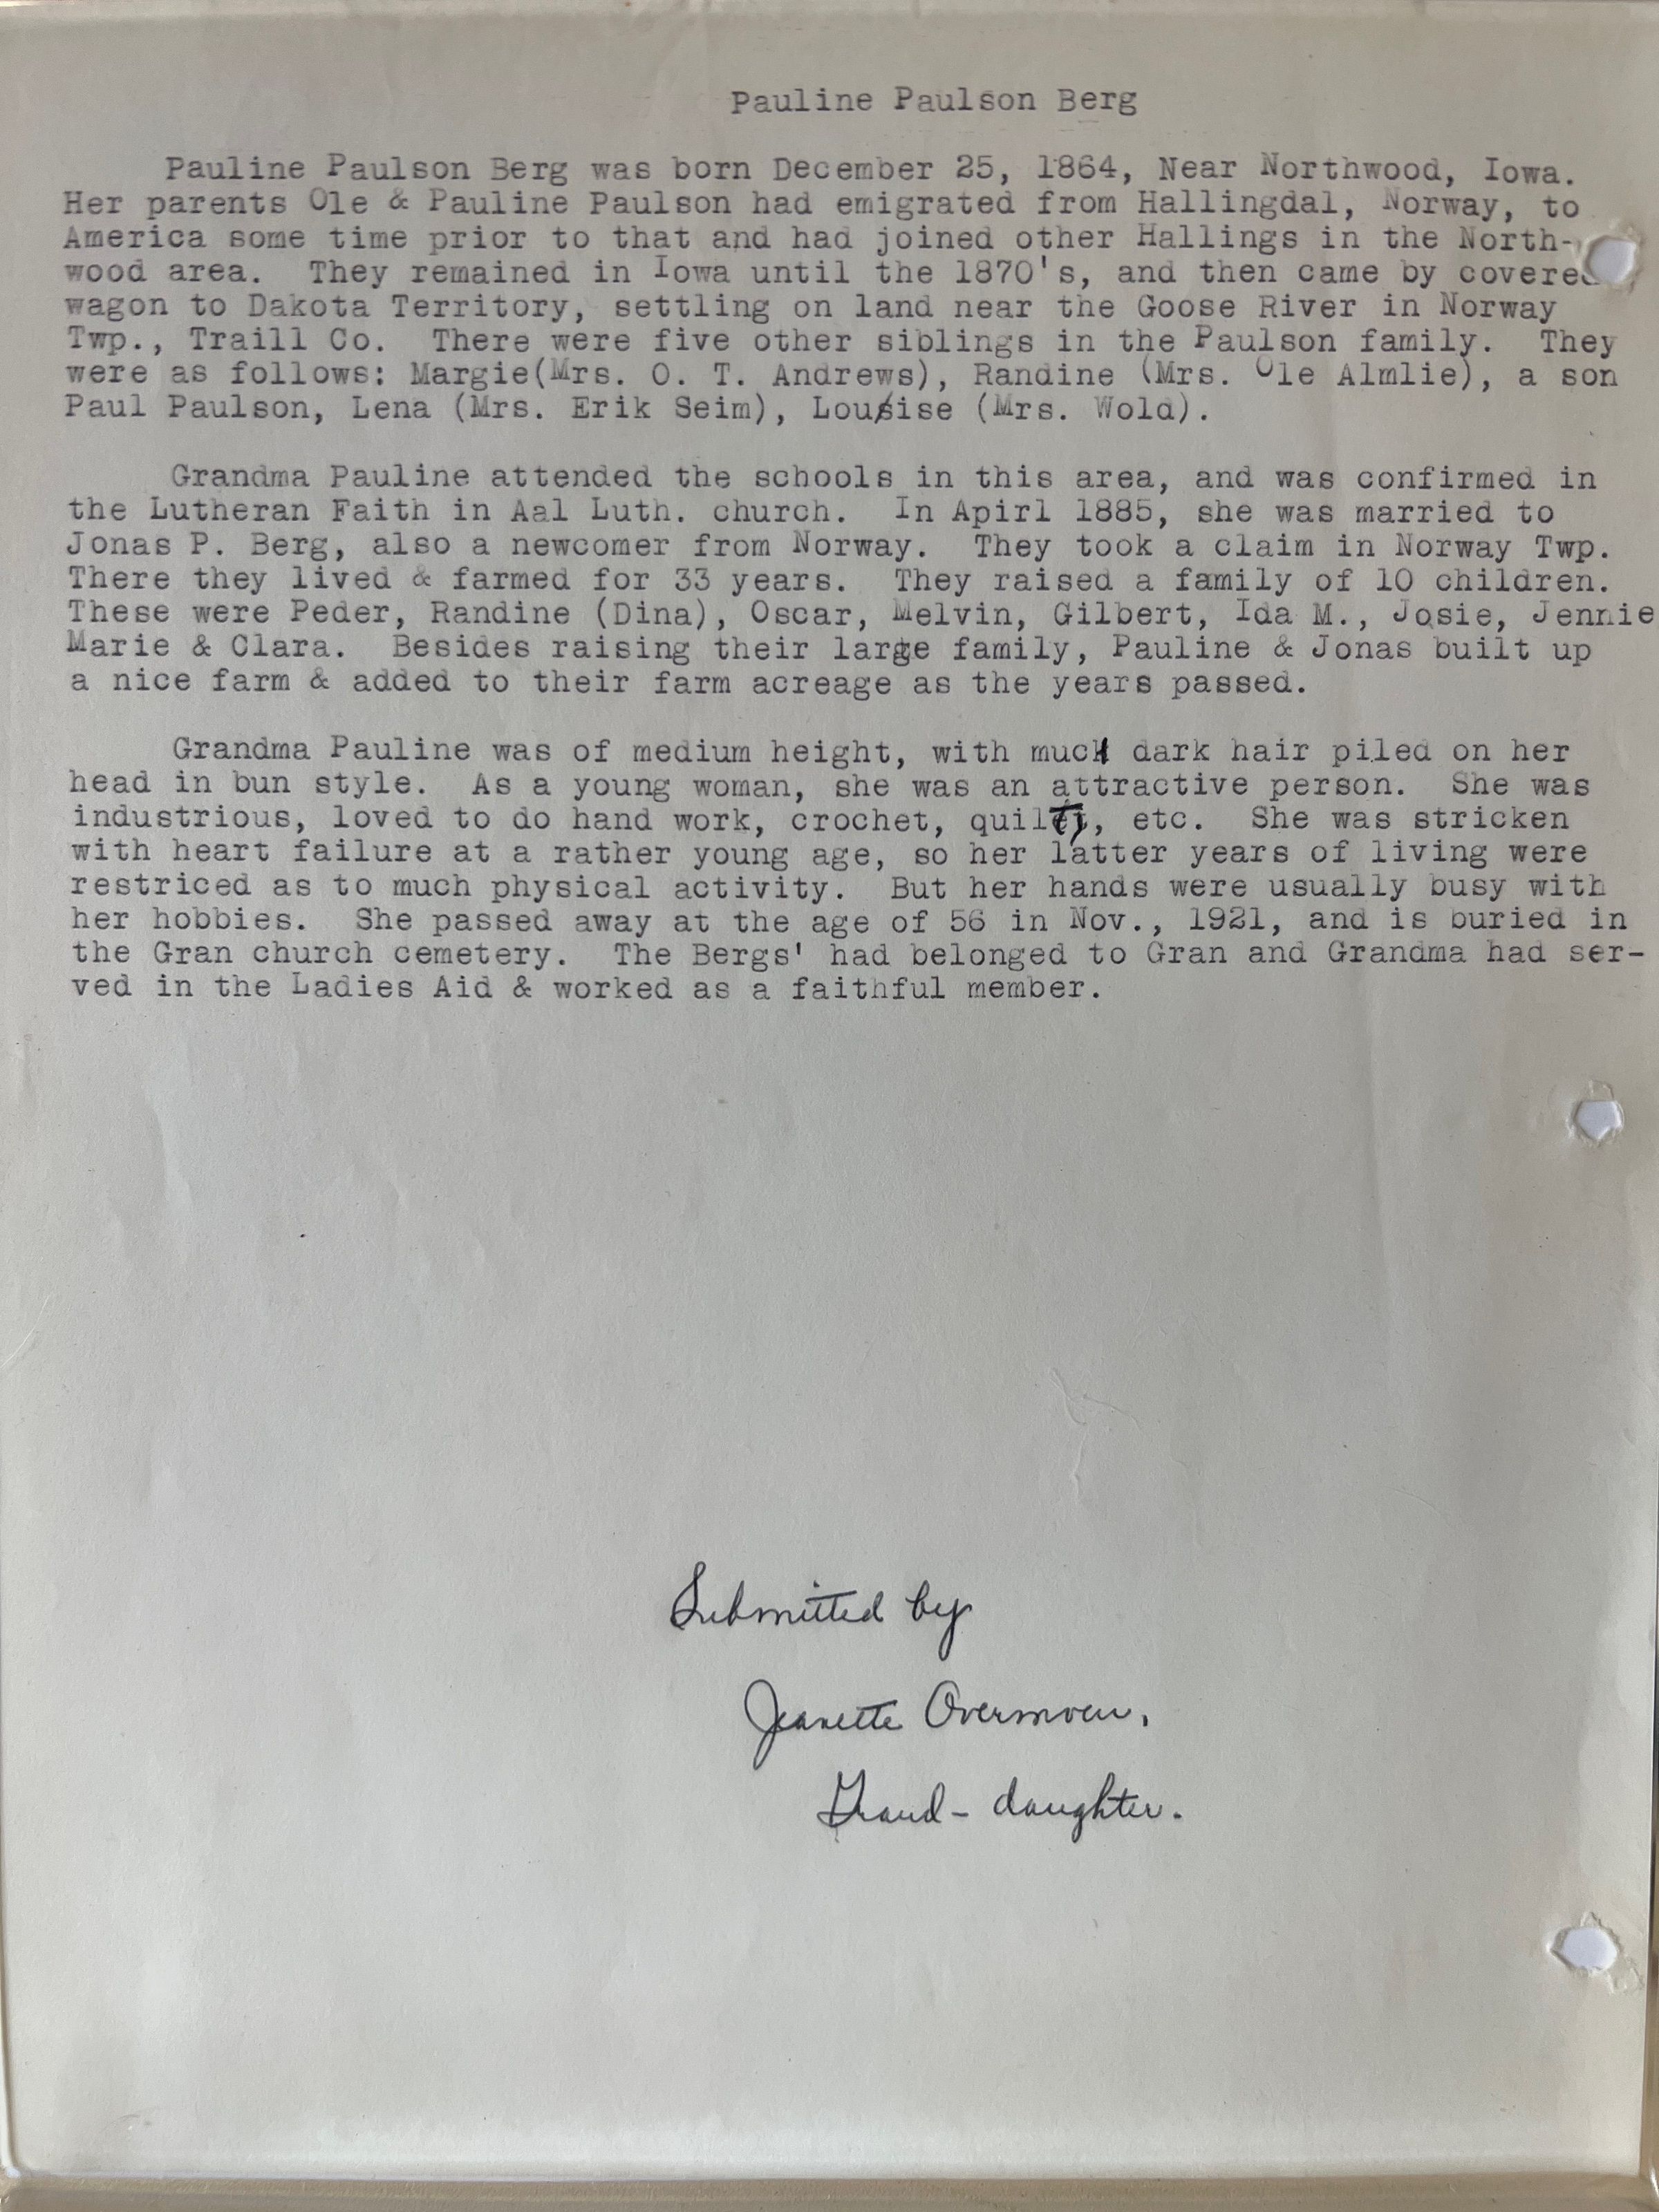 Pauline Paulson Berg
Pauline Paulson Berg was born December 25, 1864, Near Northwood, Iowa.
Her parents Ole & Pauline Paulson had emigrated from Hallingdal, Norway, to
America some time prior to that and had joined other Hallings in the North-
wood area. They remained in Iowa until the 1870's, and then came by covered
wagon to Dakota Territory, settling on land near the Goose River in Norway
Twp., Traill Co. There were five other siblings in the Paulson family. They
were as follows: Margie(Mrs. O. T. Andrews), Randine (Mrs. Ole Almlie), a son
Paul Paulson, Lena (Mrs. Erik Seim), Louise (Mrs. Wold).
Grandma Pauline attended the schools in this area, and was confirmed in
the Lutheran Faith in Aal Luth. church. In Apirl 1885, she was married to
Jonas P. Berg, also a newcomer from Norway. They took a claim in Norway Twp.
There they lived & farmed for 33 years. They raised a family of 10 children.
These were Peder, Randine (Dina), Oscar, Melvin, Gilbert, Ida M., Josie, Jennie
Marie & Clara. Besides raising their large family, Pauline & Jonas built up
a nice farm & added to their farm acreage as the years passed.
Grandma Pauline was of medium height, with much dark hair piled on her
head in bun style. As a young woman, she was an attractive person. She was
industrious, loved to do hand work, crochet, quilt, etc. She was stricken
with heart failure at a rather young age, so her latter years of living were
restriced as to much physical activity. But her hands were usually busy with
her hobbies. She passed away at the age of 56 in Nov., 1921, and is buried in
the Gran church cemetery. The Bergs' had belonged to Gran and Grandma had ser-
ved in the Ladies Aid & worked as a faithful member.
Submitted by
Jeanette Overmoen,
Grand-daughter.